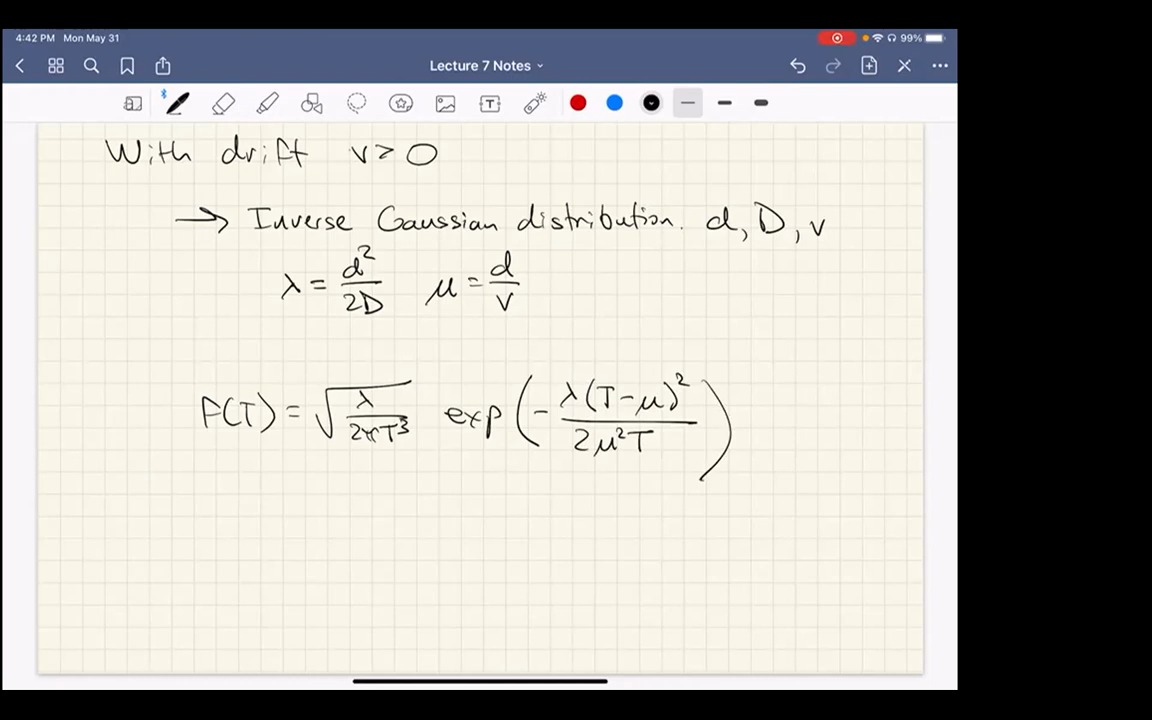 4:42 PM Mon May 31 99%
Lecture 7 Notes
With drift v > 0
→ Inverse Gaussian distribution. d, D, v
λ = d²/2D μ = d/v
F(T) = √(λ/2πT³) exp(-λ(T-μ)²/2μ²T)